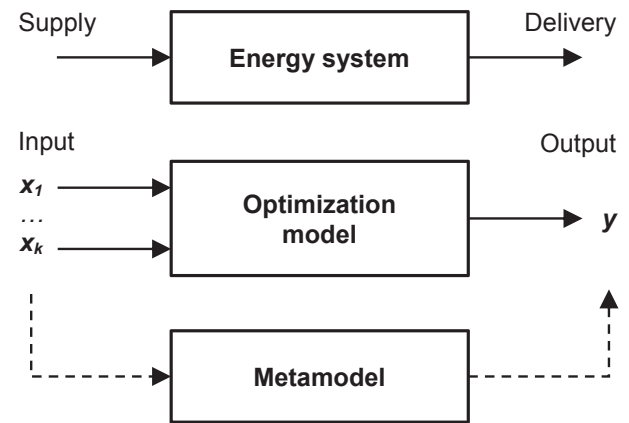 Supply
Delivery
Energy system
Input
Output
x1
...
xk
Optimization
model
y
Metamodel